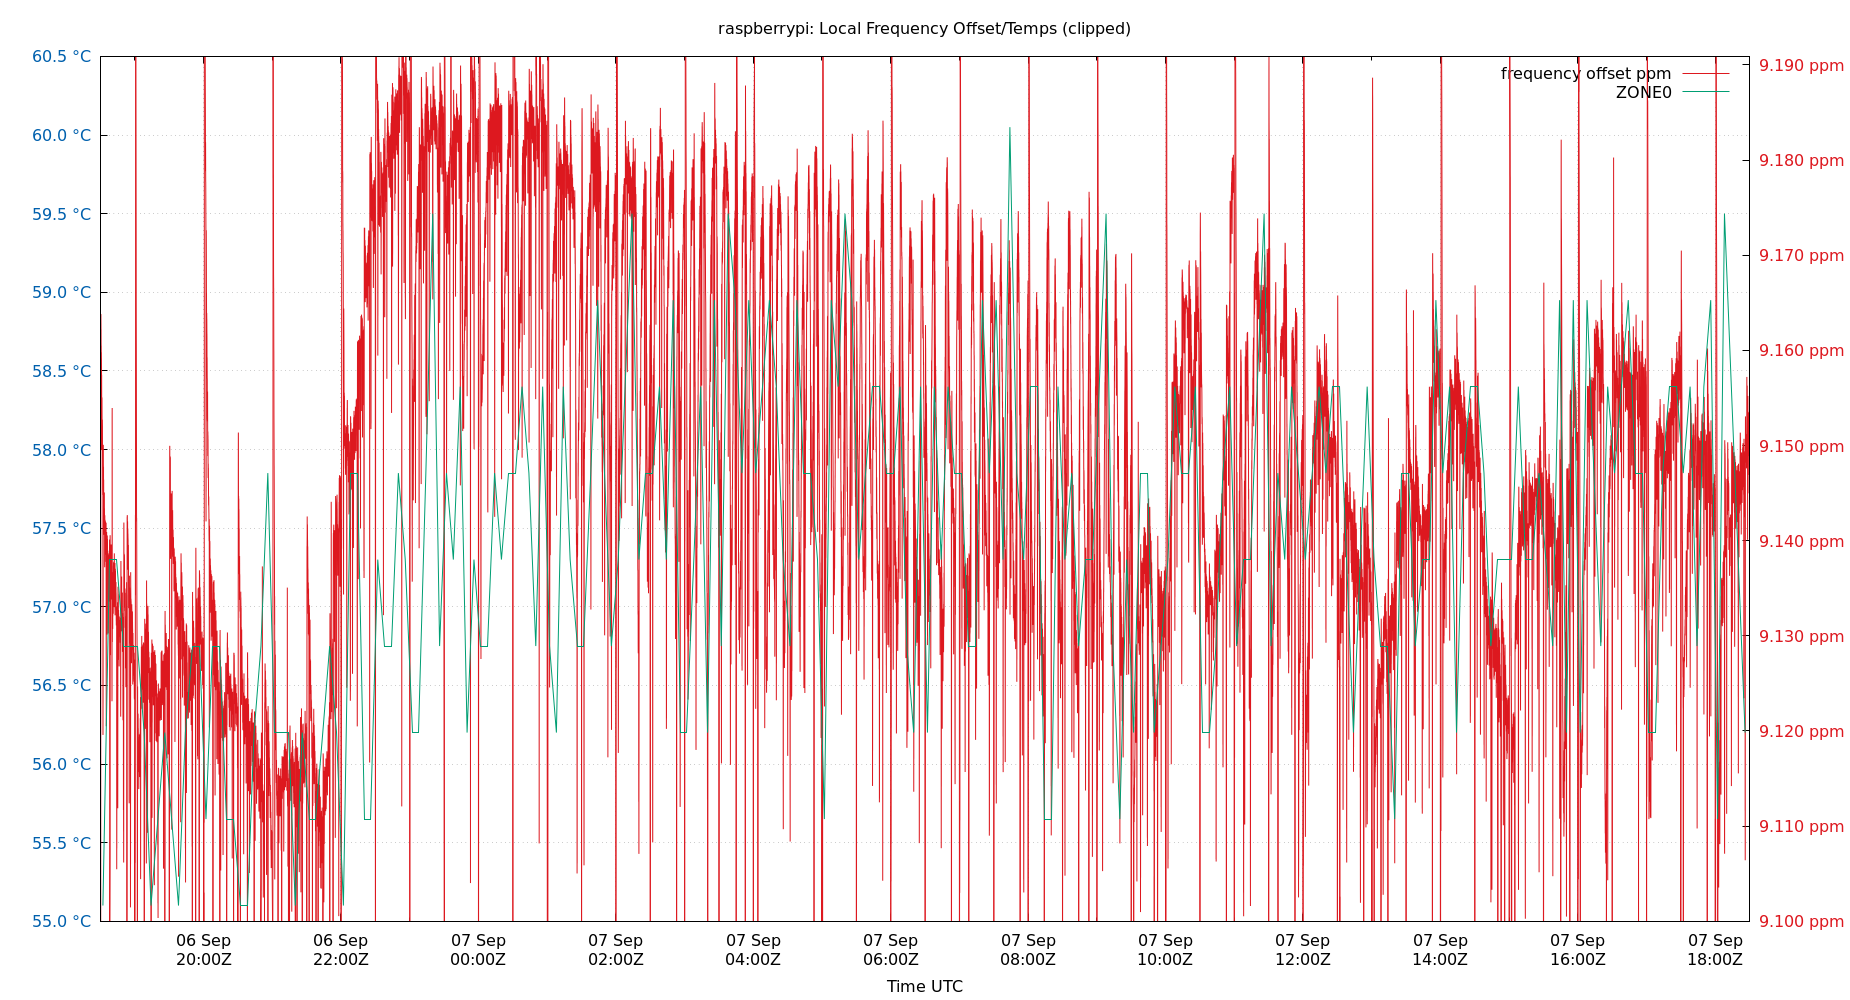 raspberrypi: Local Frequency Offset/Temps (clipped)
60.5 °C
60.0 °C
59.5 °C
59.0 °C
58.5 °C
58.0 °C
57.5 °C
57.0 °C
56.5 °C
56.0 °C
55.5 °C
55.0 °C
frequency offset ppm
ZONE0
9.190 ppm
9.180 ppm
9.170 ppm
9.160 ppm
9.150 ppm
9.140 ppm
9.130 ppm
9.120 ppm
9.110 ppm
9.100 ppm
06 Sep
20:00Z
06 Sep
22:00Z
07 Sep
00:00Z
07 Sep
02:00Z
07 Sep
04:00Z
07 Sep
06:00Z
07 Sep
08:00Z
07 Sep
10:00Z
07 Sep
12:00Z
07 Sep
14:00Z
07 Sep
16:00Z
07 Sep
18:00Z
Time UTC